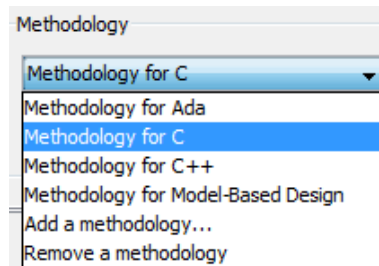 Methodology
Methodology for C
Methodology for Ada
Methodology for C
Methodology for C++
Methodology for Model-Based Design
Add a methodology...
Remove a methodology